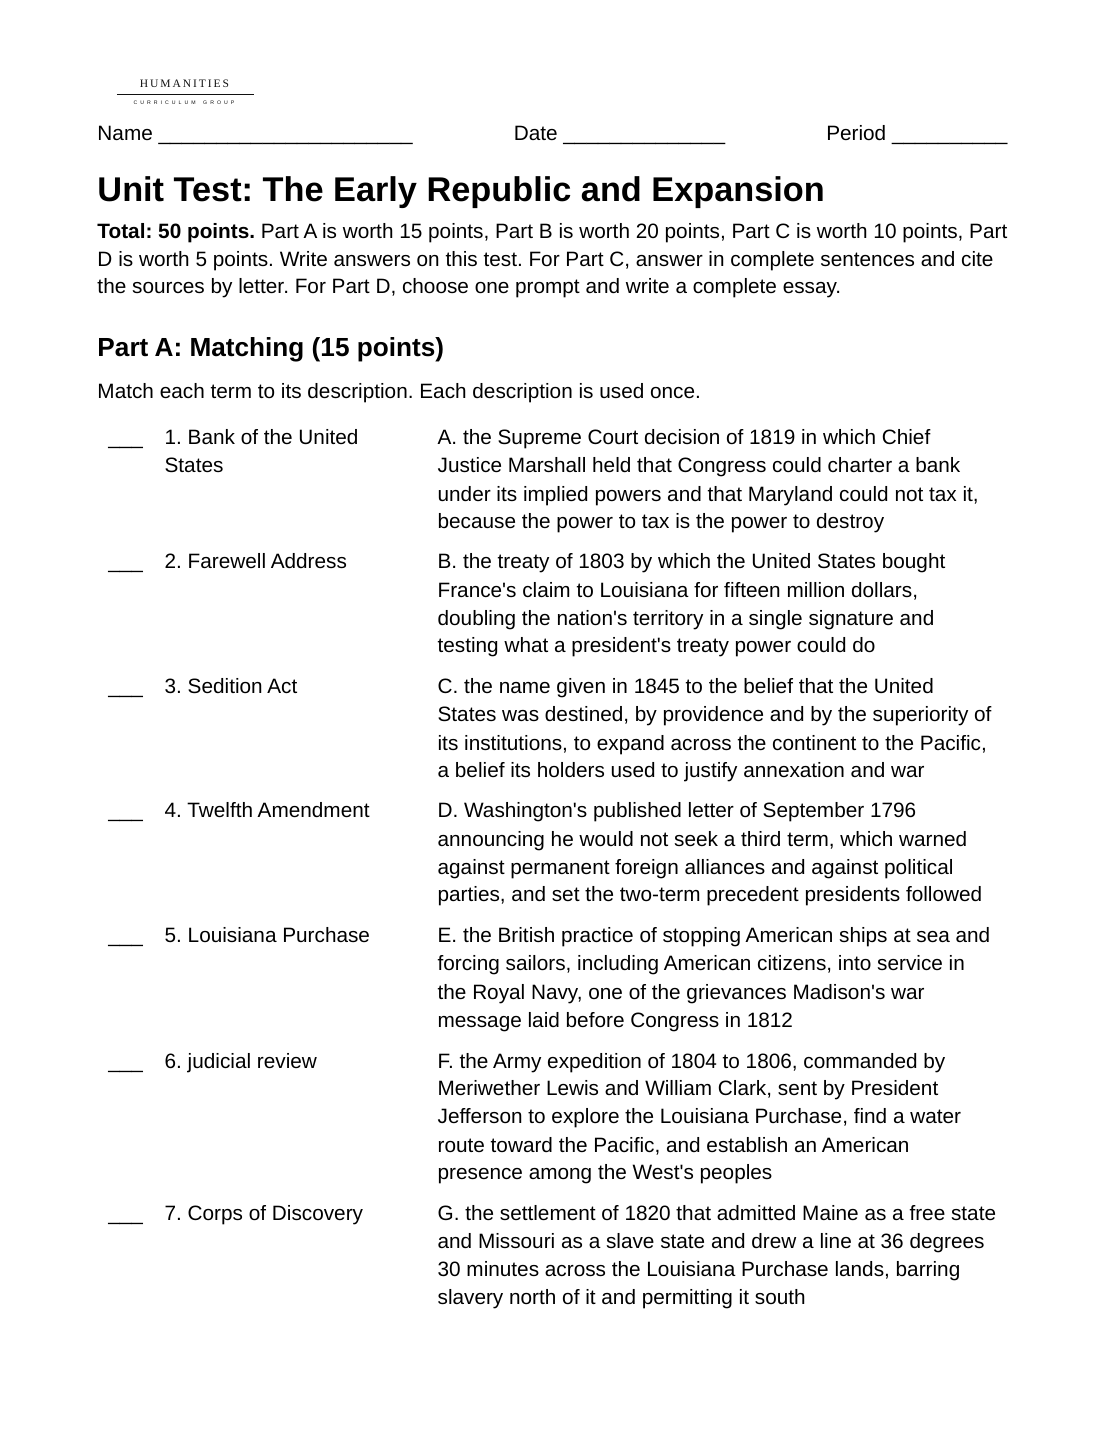 HUMANITIES
CURRICULUM GROUP
Name ______________________ Date ______________ Period __________
Unit Test: The Early Republic and Expansion
Total: 50 points. Part A is worth 15 points, Part B is worth 20 points, Part C is worth 10 points, Part
D is worth 5 points. Write answers on this test. For Part C, answer in complete sentences and cite
the sources by letter. For Part D, choose one prompt and write a complete essay.
Part A: Matching (15 points)
Match each term to its description. Each description is used once.
___ 1. Bank of the United
States
A. the Supreme Court decision of 1819 in which Chief
Justice Marshall held that Congress could charter a bank
under its implied powers and that Maryland could not tax it,
because the power to tax is the power to destroy
___ 2. Farewell Address
B. the treaty of 1803 by which the United States bought
France's claim to Louisiana for fifteen million dollars,
doubling the nation's territory in a single signature and
testing what a president's treaty power could do
___ 3. Sedition Act
C. the name given in 1845 to the belief that the United
States was destined, by providence and by the superiority of
its institutions, to expand across the continent to the Pacific,
a belief its holders used to justify annexation and war
___ 4. Twelfth Amendment
D. Washington's published letter of September 1796
announcing he would not seek a third term, which warned
against permanent foreign alliances and against political
parties, and set the two-term precedent presidents followed
___ 5. Louisiana Purchase
E. the British practice of stopping American ships at sea and
forcing sailors, including American citizens, into service in
the Royal Navy, one of the grievances Madison's war
message laid before Congress in 1812
___ 6. judicial review
F. the Army expedition of 1804 to 1806, commanded by
Meriwether Lewis and William Clark, sent by President
Jefferson to explore the Louisiana Purchase, find a water
route toward the Pacific, and establish an American
presence among the West's peoples
___ 7. Corps of Discovery
G. the settlement of 1820 that admitted Maine as a free state
and Missouri as a slave state and drew a line at 36 degrees
30 minutes across the Louisiana Purchase lands, barring
slavery north of it and permitting it south